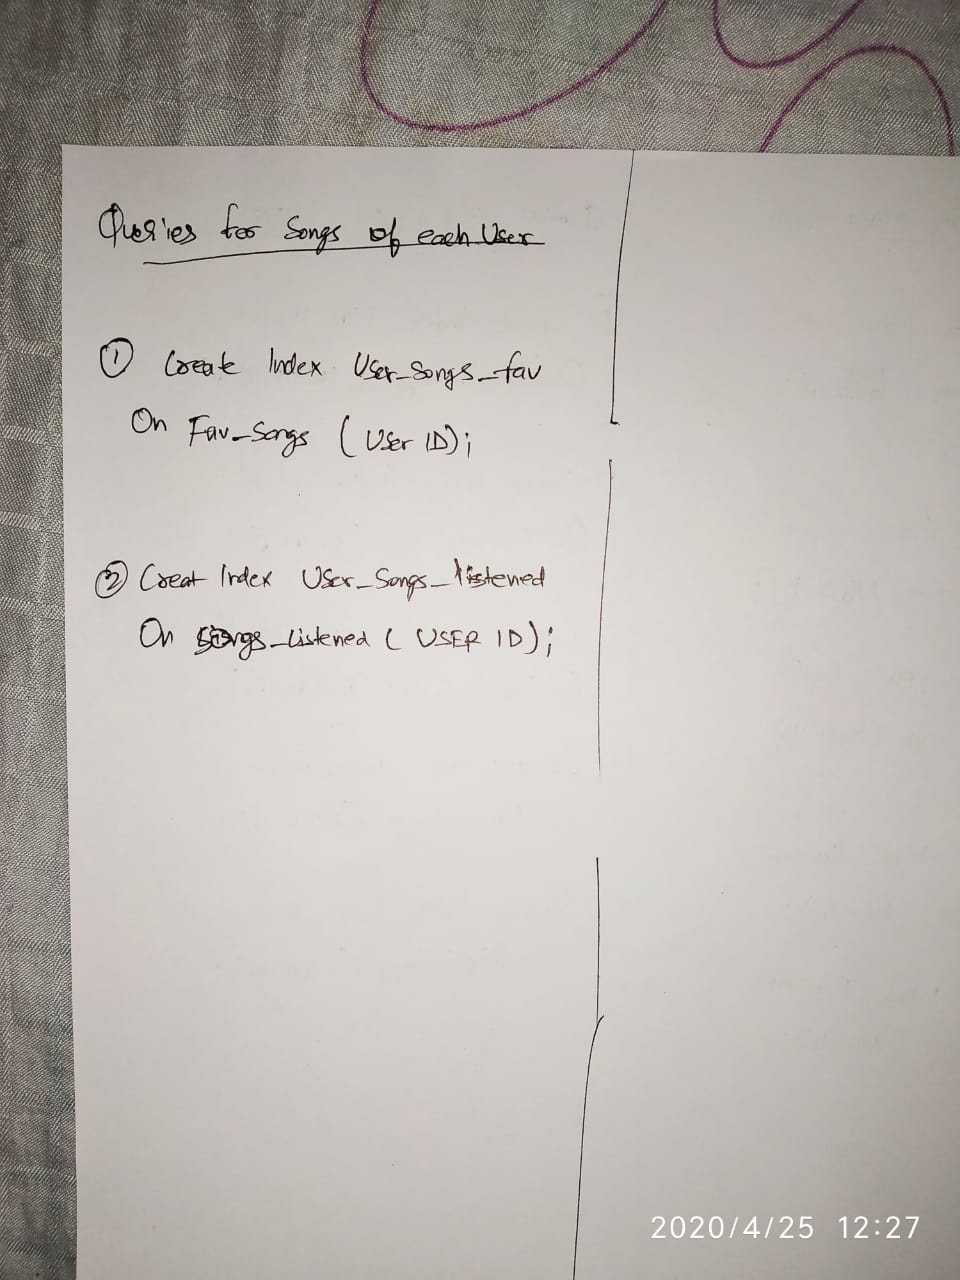 Queries for Songs of each User
① Create Index User_Songs_fav
On Fav_Songs (User ID);
② Creat Index User_Songs_listened
On Songs_Listened (USER ID);
2020/4/25 12:27